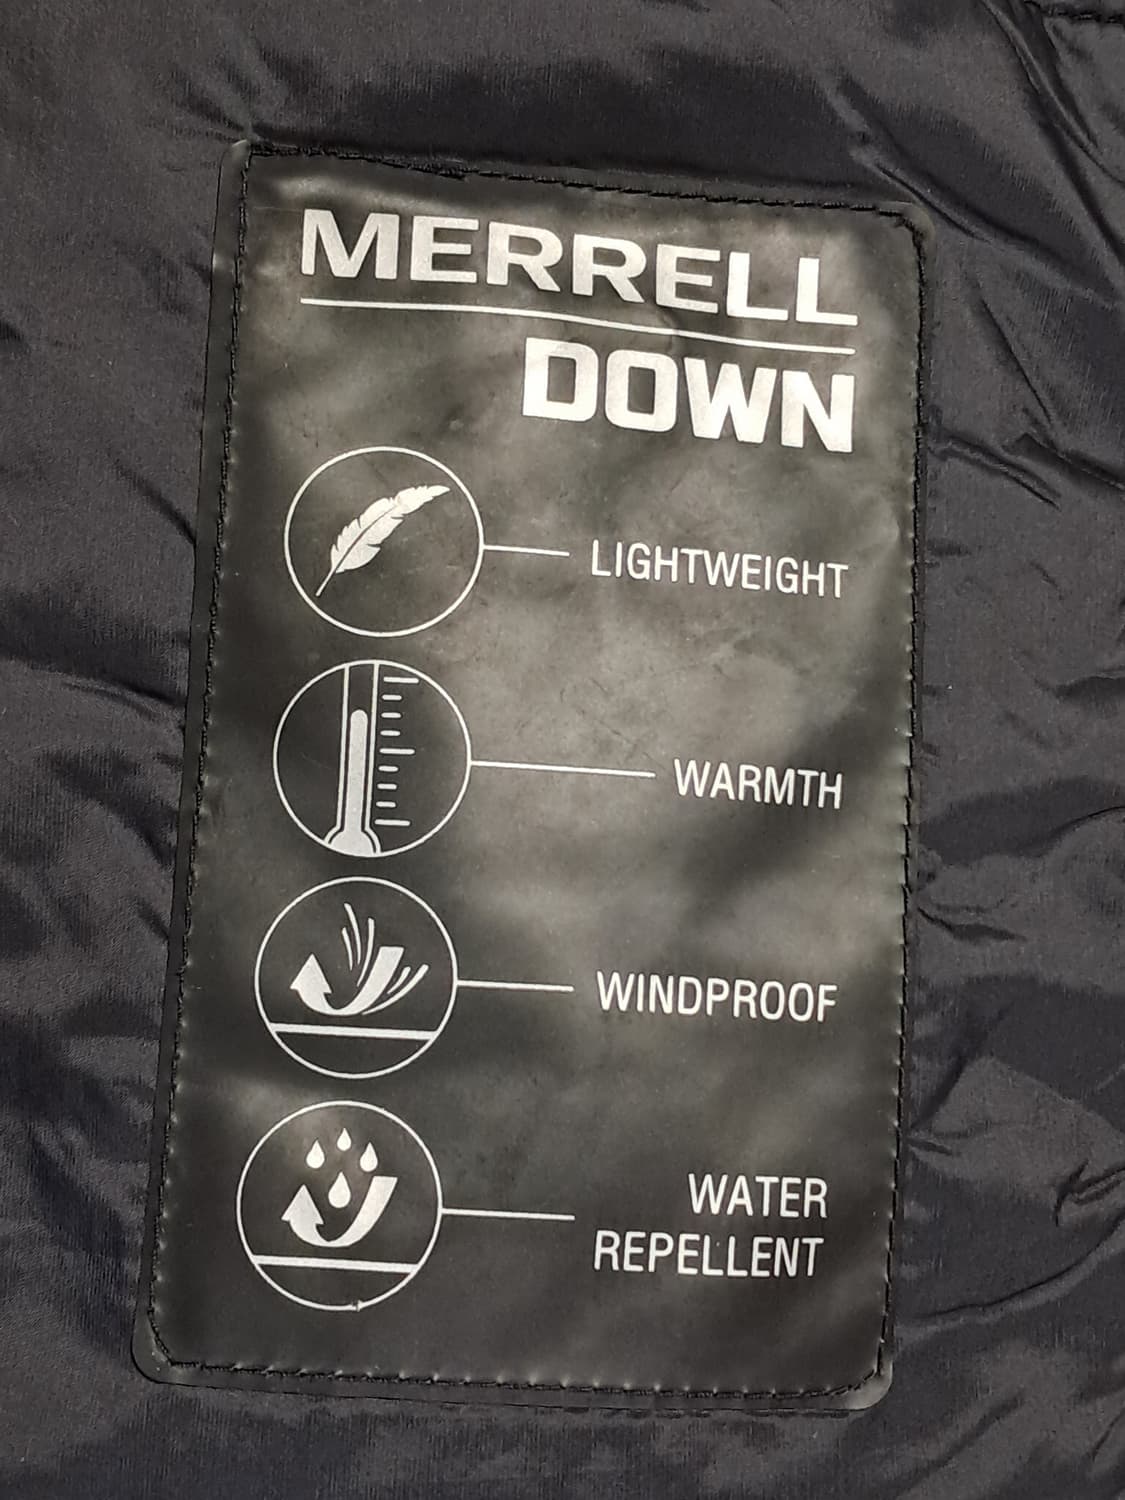 MERRELL
DOWN
LIGHTWEIGHT
WARMTH
WINDPROOF
WATER
REPELLENT